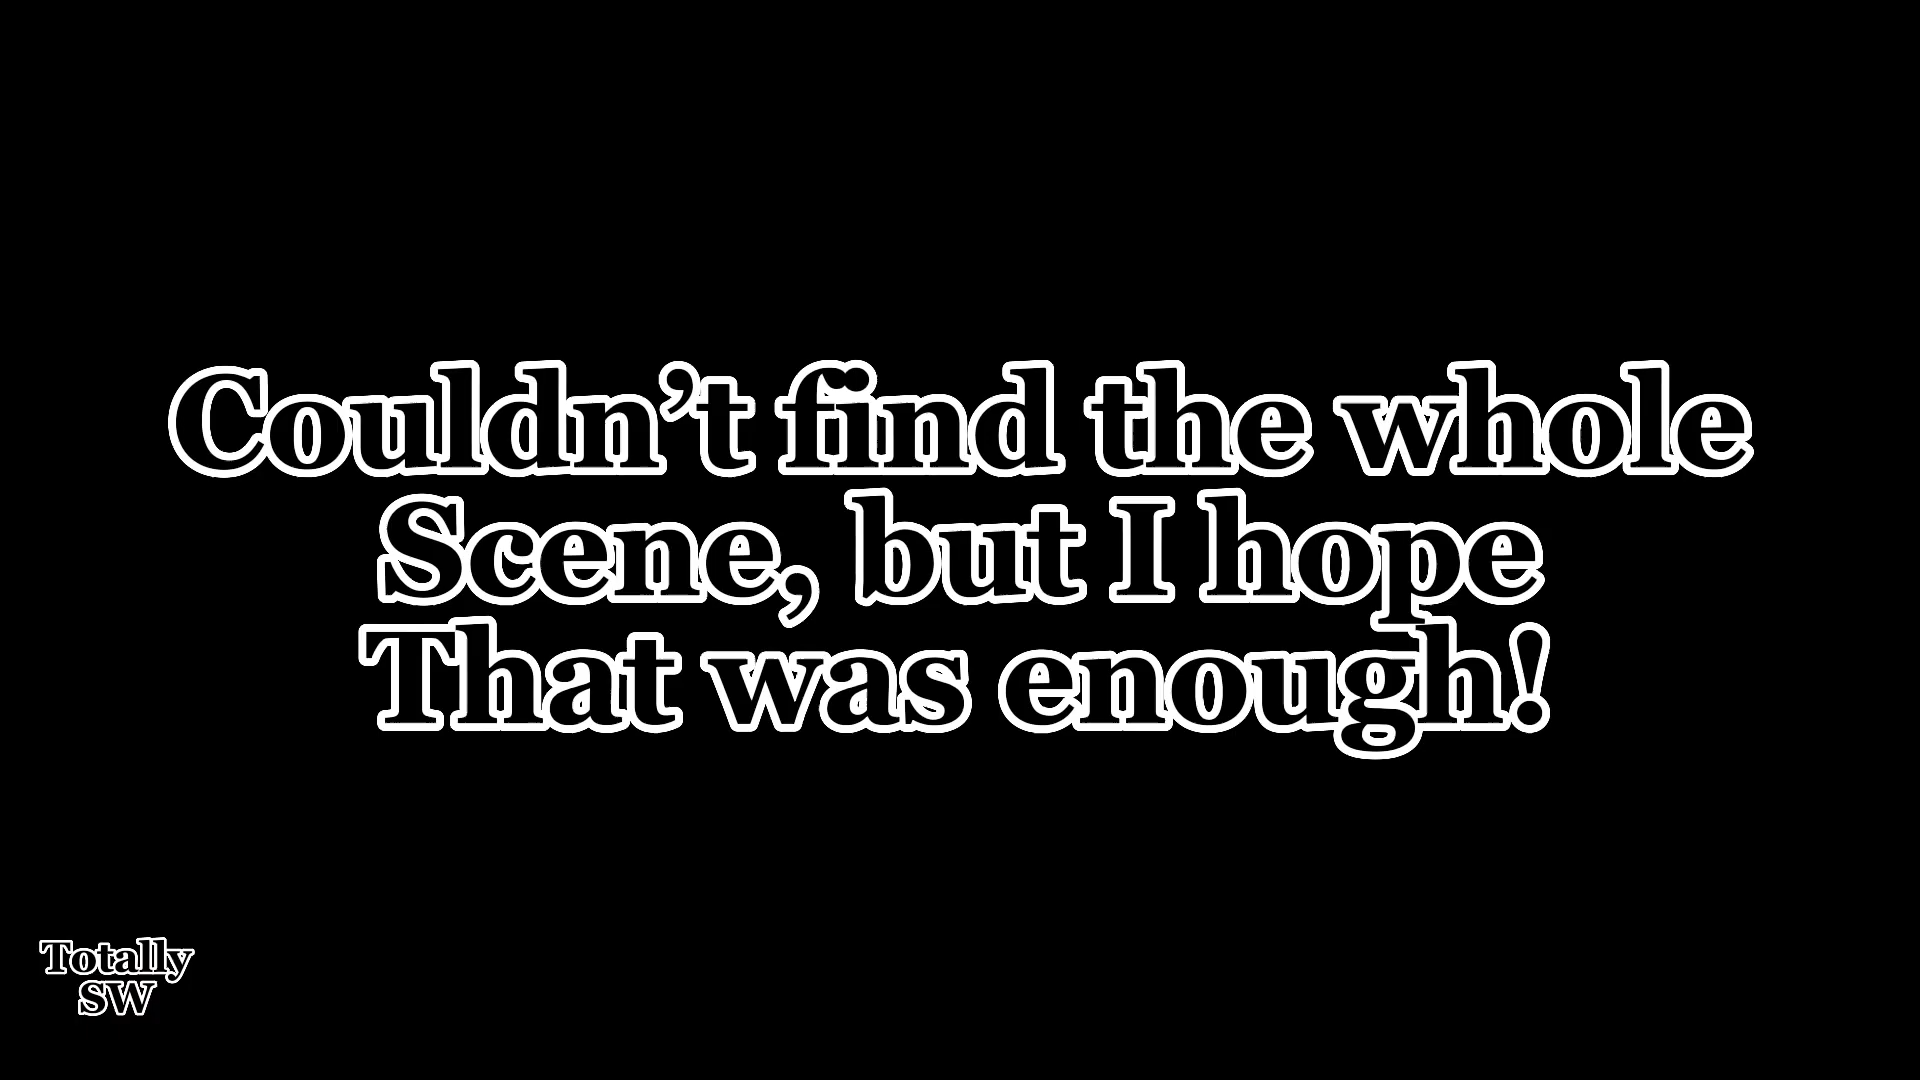 Couldn’t find the whole
Scene, but I hope
That was enough!
Totally
SW